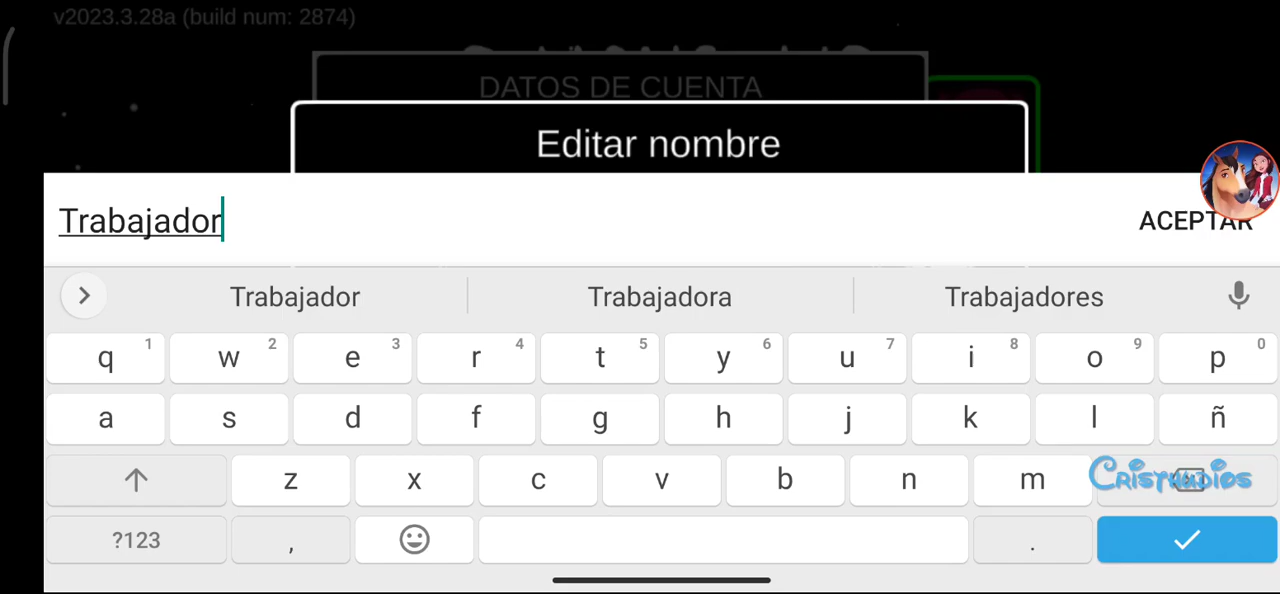 v2023.3.28a (build num: 2874)
DATOS DE CUENTA
Editar nombre
Trabajador
ACEPTAR
Trabajador Trabajadora Trabajadores
q 1 w 2 e 3 r 4 t 5 y 6 u 7 i 8 o 9 p 0
a s d f g h j k l ñ
z x c v b n m
Cristhudios
?123 , .